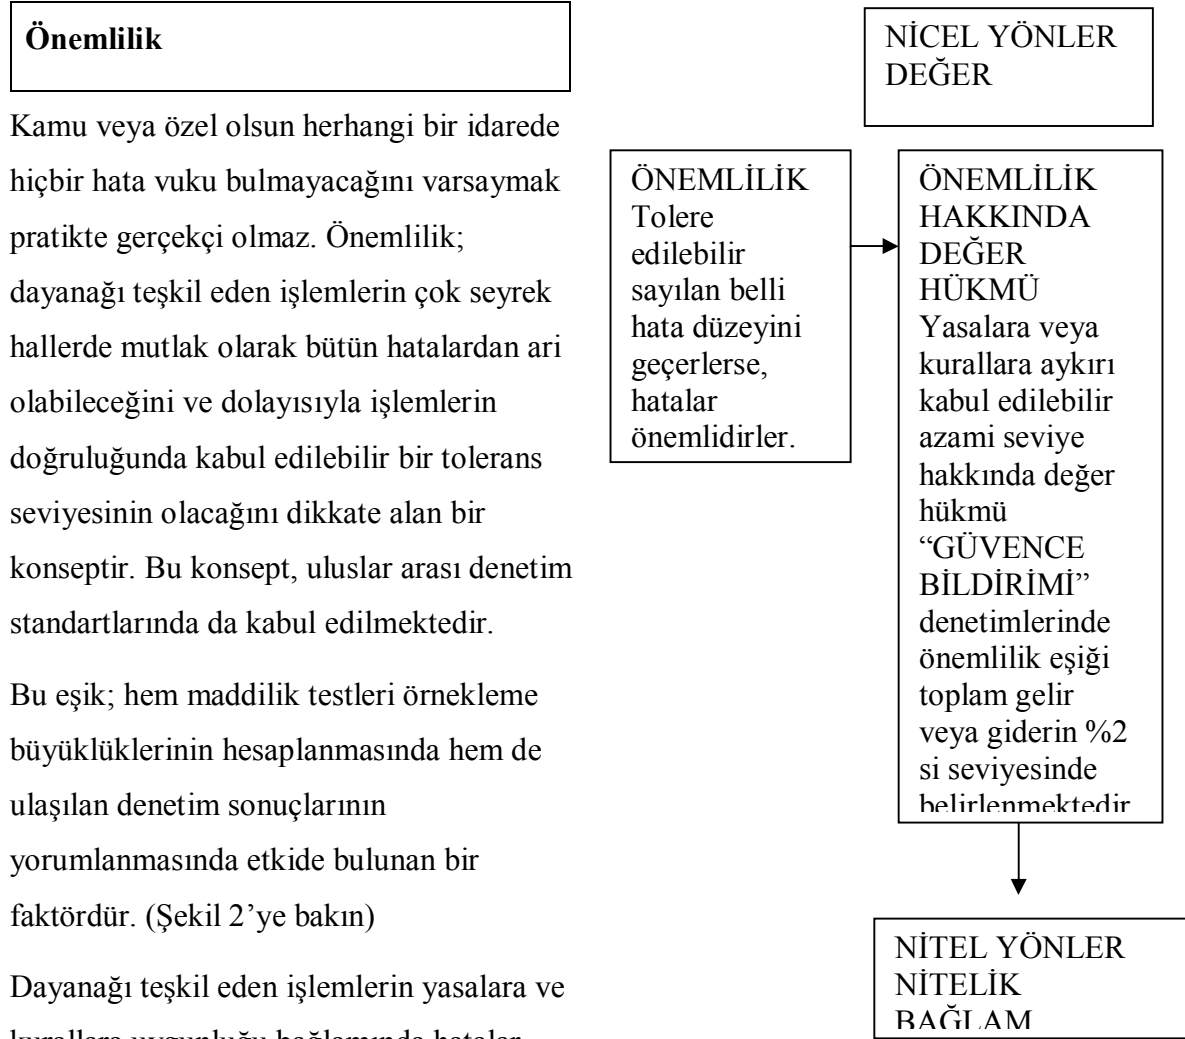 Önemlilik
Kamu veya özel olsun herhangi bir idarede
hiçbir hata vuku bulmayacağını varsaymak
pratikte gerçekçi olmaz. Önemlilik;
dayanağı teşkil eden işlemlerin çok seyrek
hallerde mutlak olarak bütün hatalardan ari
olabileceğini ve dolayısıyla işlemlerin
doğruluğunda kabul edilebilir bir tolerans
seviyesinin olacağını dikkate alan bir
konseptir. Bu konsept, uluslar arası denetim
standartlarında da kabul edilmektedir.
Bu eşik; hem maddilik testleri örnekleme
büyüklüklerinin hesaplanmasında hem de
ulaşılan denetim sonuçlarının
yorumlanmasında etkide bulunan bir
faktördür. (Şekil 2’ye bakın)
Dayanağı teşkil eden işlemlerin yasalara ve
kurallara uygunluğu bağlamında hatalar
NİCEL YÖNLER
DEĞER
ÖNEMLİLİK
Tolere
edilebilir
sayılan belli
hata düzeyini
geçerlerse,
hatalar
önemlidirler.
ÖNEMLİLİK
HAKKINDA
DEĞER
HÜKMÜ
Yasalara veya
kurallara aykırı
kabul edilebilir
azami seviye
hakkında değer
hükmü
“GÜVENCE
BİLDİRİMİ”
denetimlerinde
önemlilik eşiği
toplam gelir
veya giderin %2
si seviyesinde
belirlenmektedir
NİTEL YÖNLER
NİTELİK
BAĞLAM